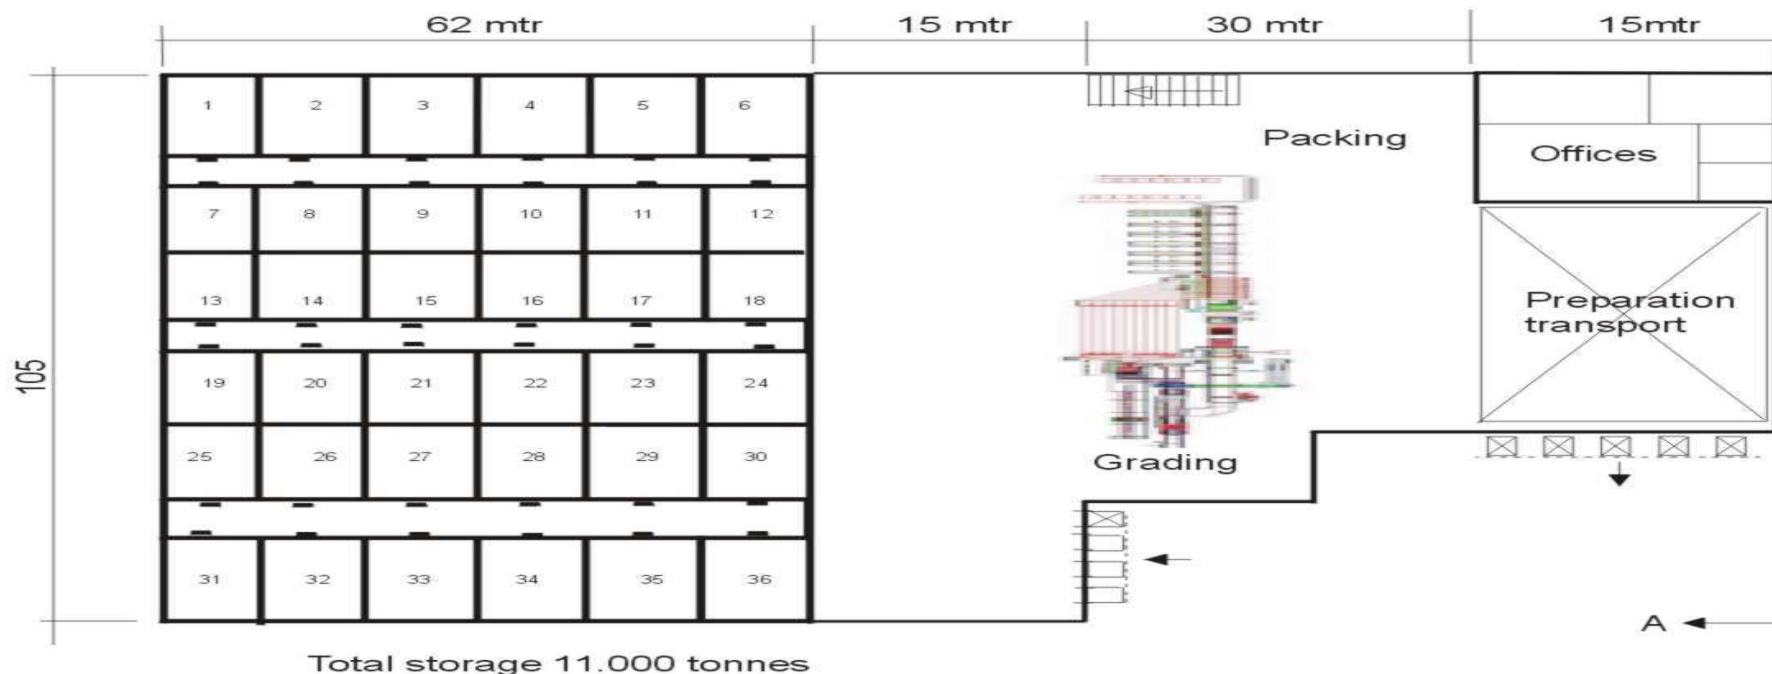 62 mtr
15 mtr
30 mtr
15mtr
105
1 2 3 4 5 6
7 8 9 10 11 12
13 14 15 16 17 18
19 20 21 22 23 24
25 26 27 28 29 30
31 32 33 34 35 36
Packing
Offices
Preparation
transport
Grading
A
Total storage 11.000 tonnes